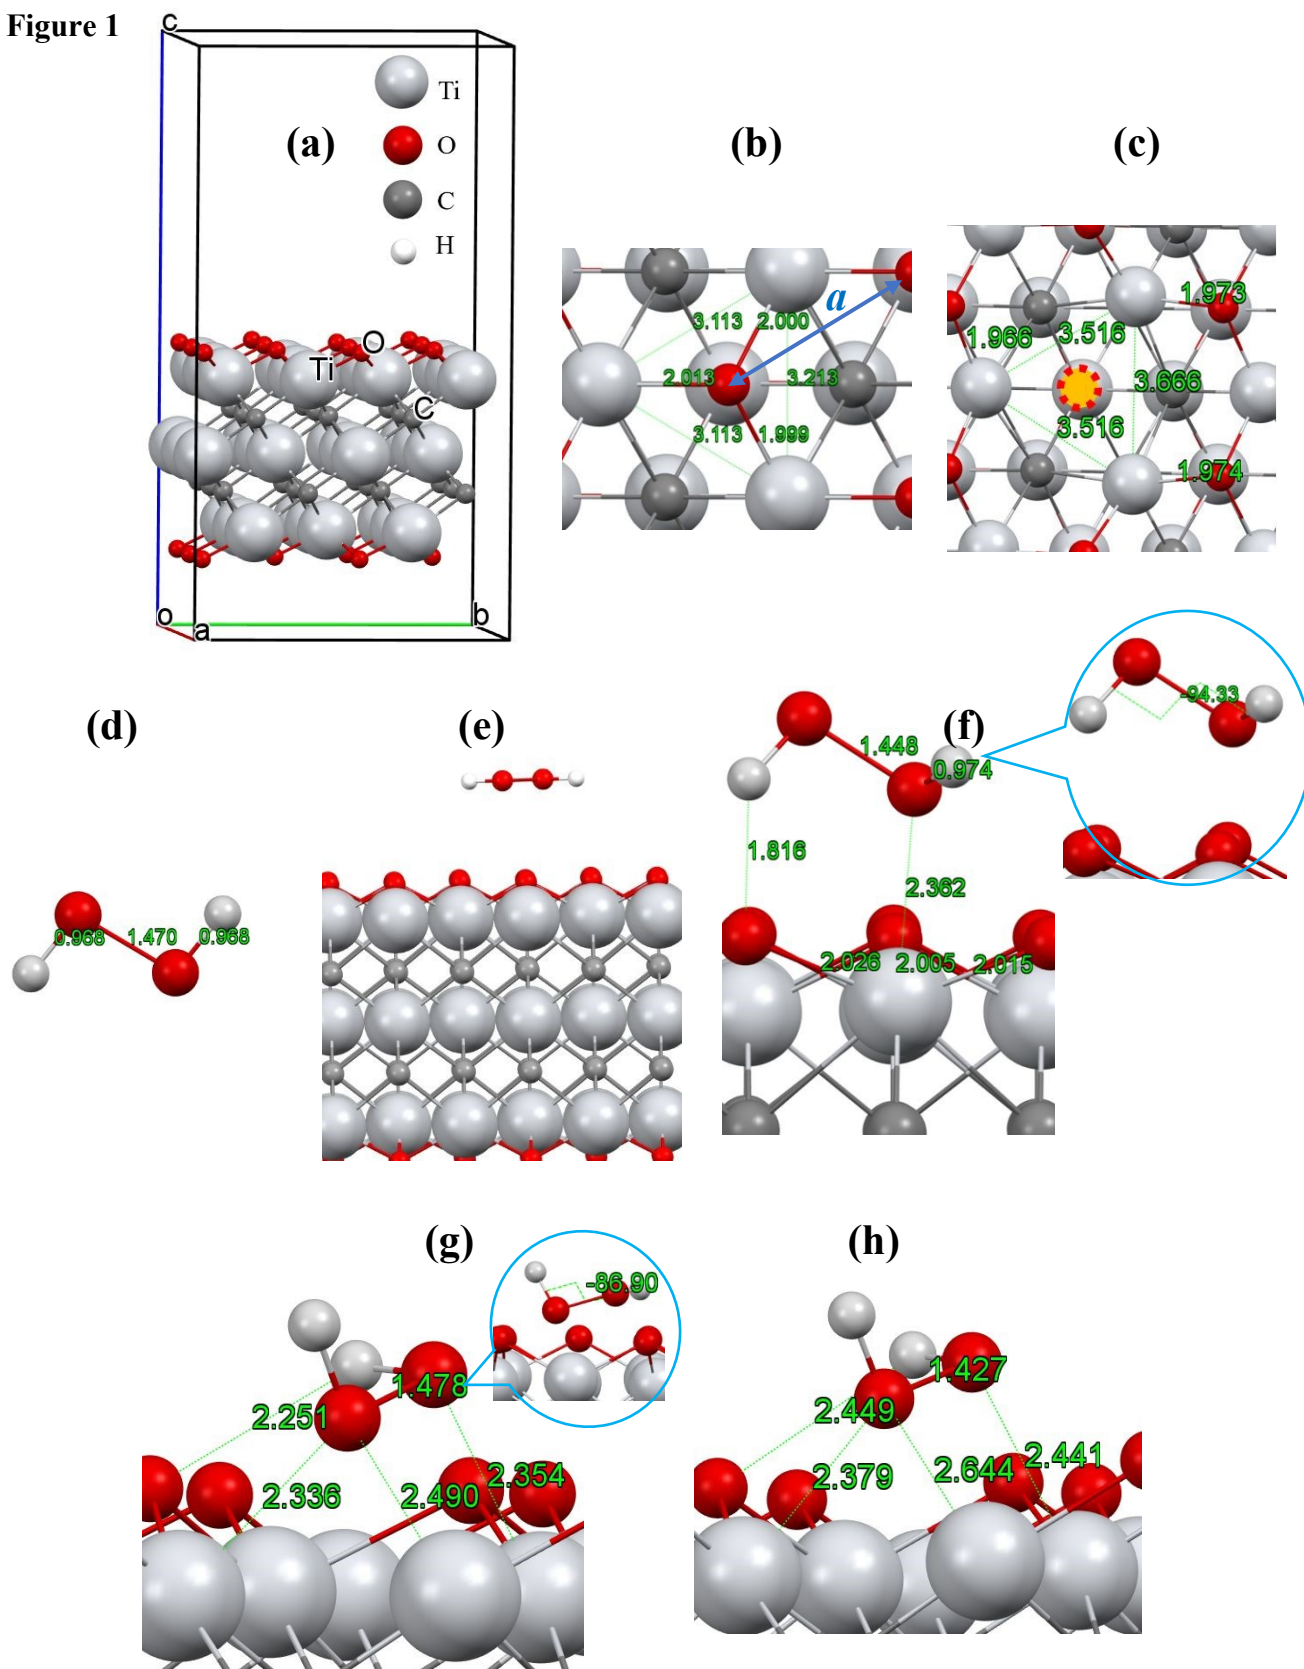 Figure 1
c
Ti
O
C
H
(a)
O
Ti
C
o
a
b
(b)
a
3.113
2.000
2.013
3.213
3.113
1.999
(c)
1.973
1.966
3.516
3.666
3.516
1.974
(d)
0.968
1.470
0.968
(e)
(f)
1.448
0.974
1.816
2.362
2.026
2.005
2.015
-94.33
(g)
-86.90
1.478
2.251
2.336
2.490
2.354
(h)
1.427
2.449
2.379
2.644
2.441